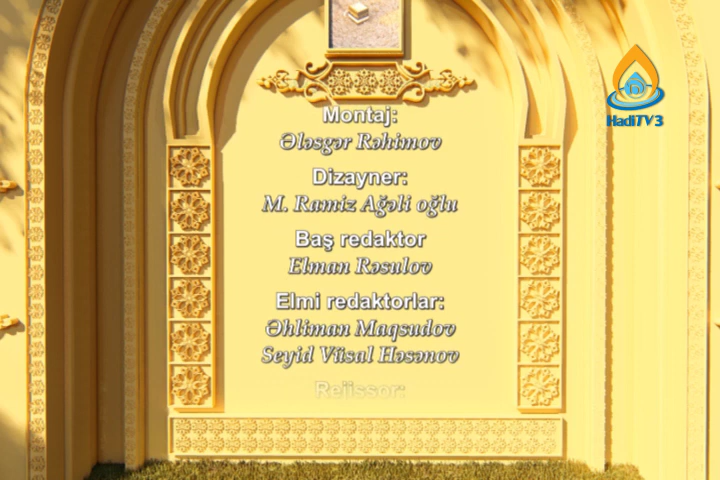 HadiTV3
Montaj:
Ələsgər Rəhimov
Dizayner:
M. Ramiz Ağəli oğlu
Baş redaktor
Elman Rəsulov
Elmi redaktorlar:
Əhliman Maqsudov
Seyid Vüsal Həsənov
Rejissor: